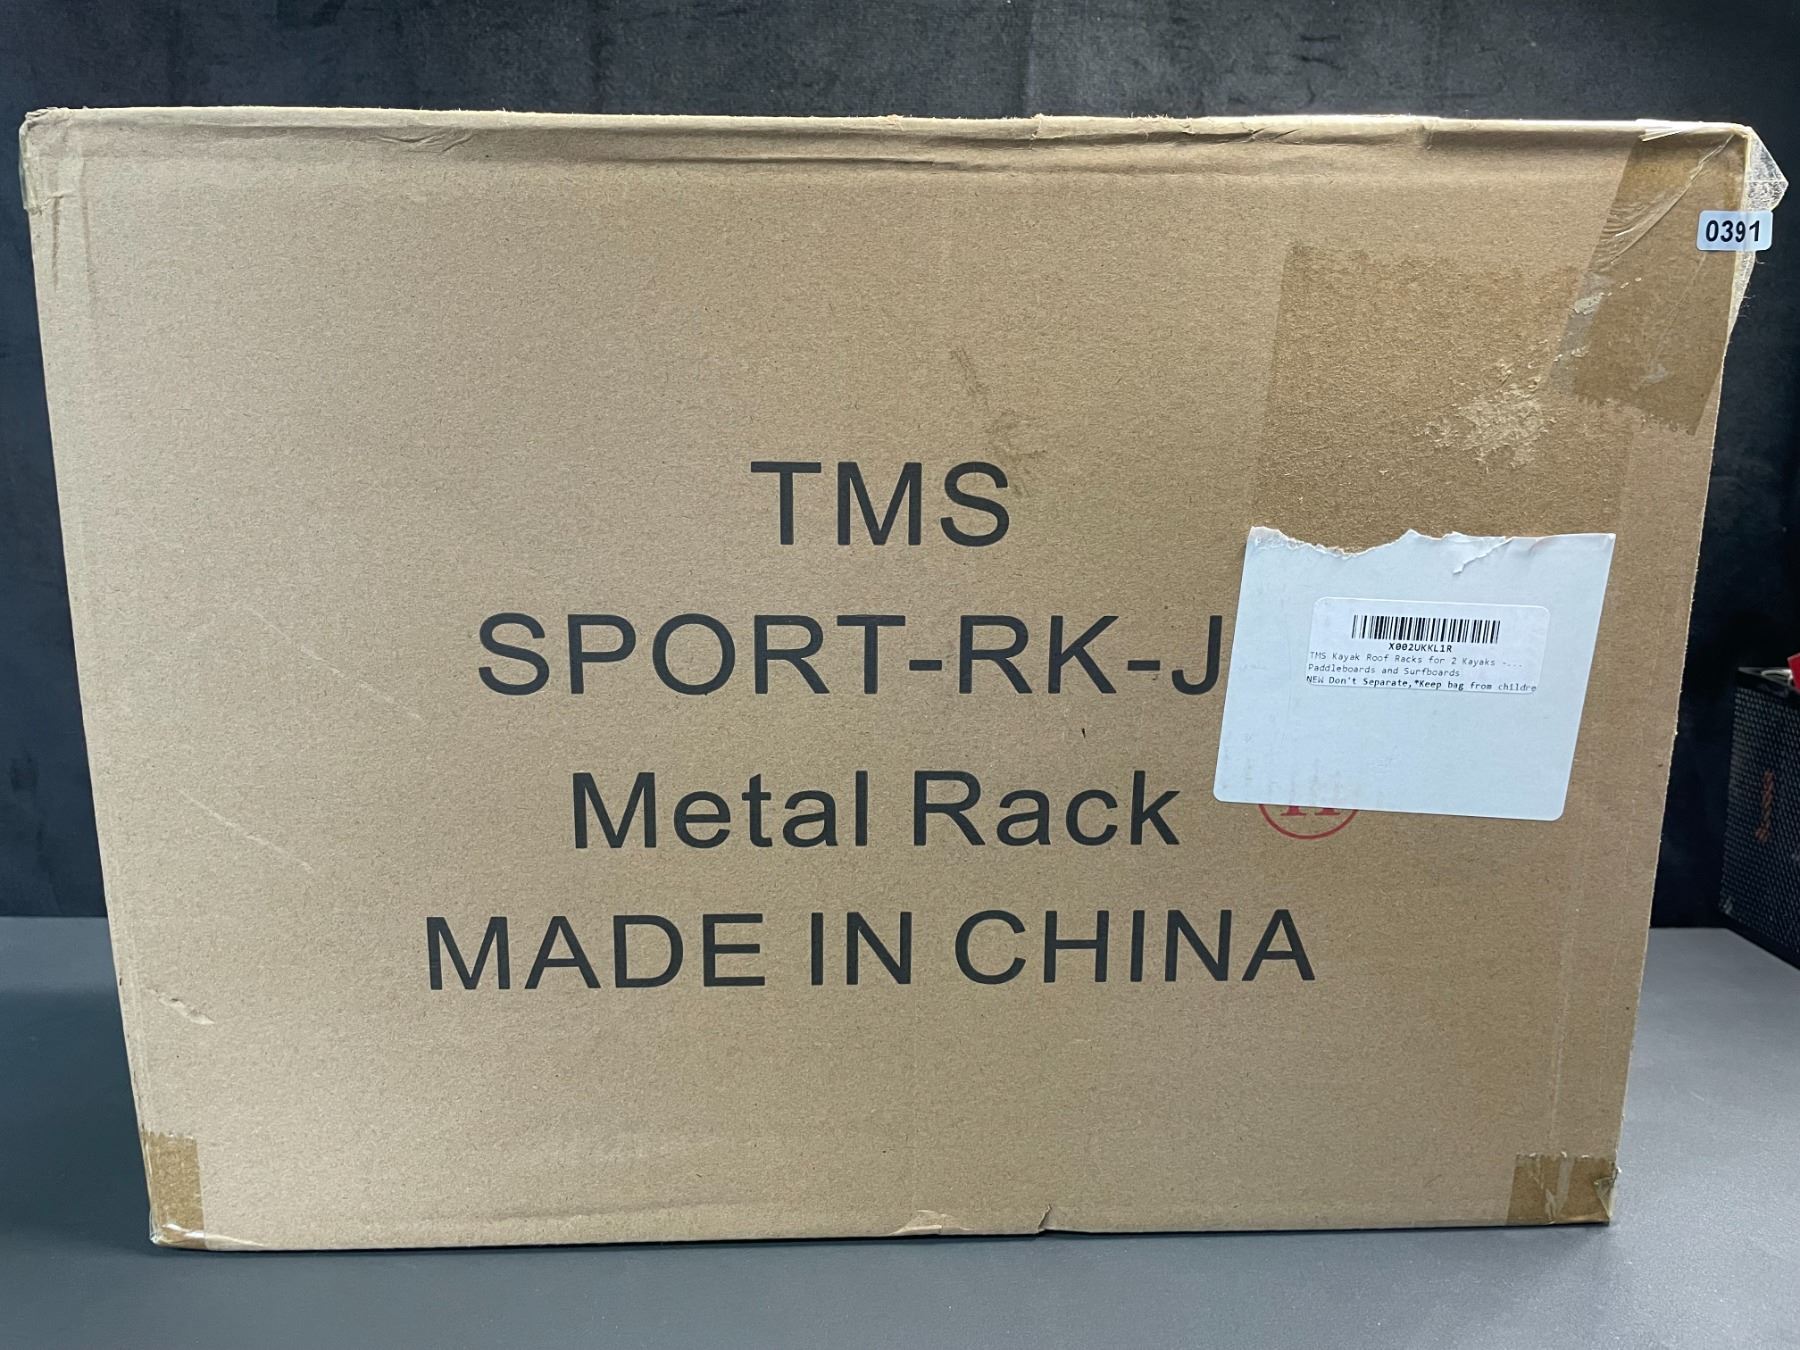 0391
TMS
SPORT-RK-J
Metal Rack
MADE IN CHINA
X002UKKL1R
TMS Kayak Roof Racks for 2 Kayaks -...
Paddleboards and Surfboards
NEW Don't Separate,*Keep bag from childre